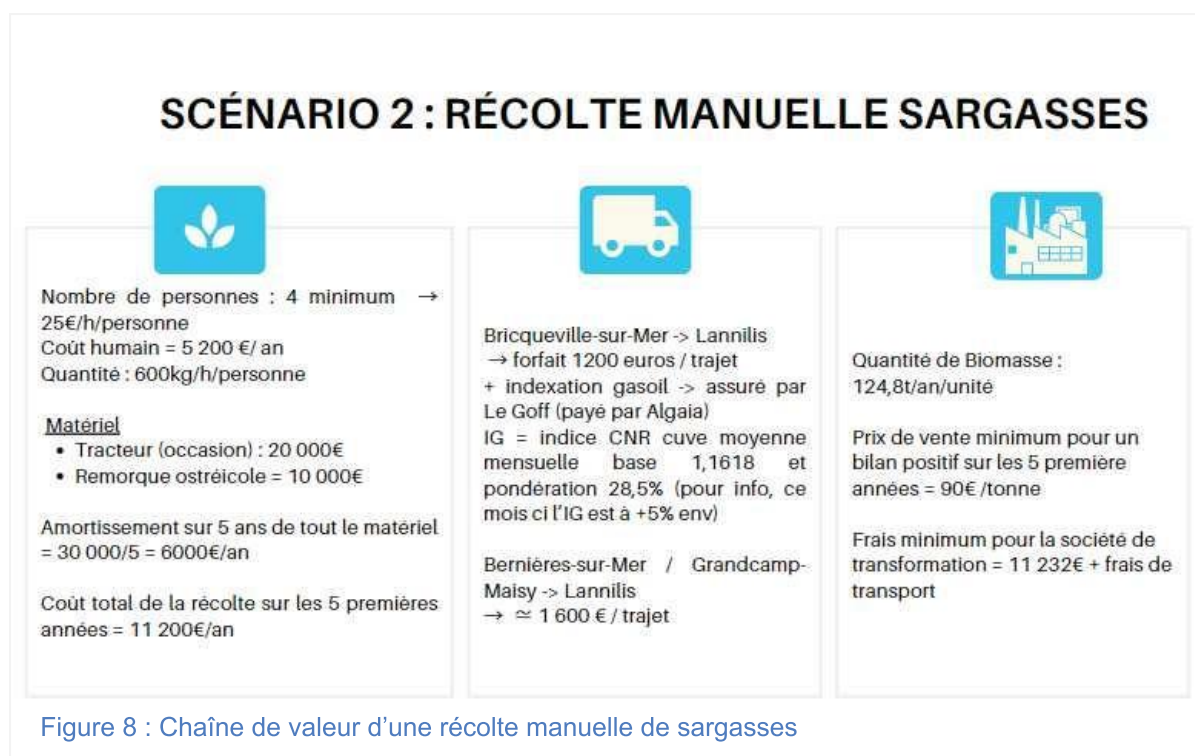 SCÉNARIO 2 : RÉCOLTE MANUELLE SARGASSES
Nombre de personnes : 4 minimum →
25€/h/personne
Coût humain = 5 200 €/ an
Quantité : 600kg/h/personne
Matériel
• Tracteur (occasion) : 20 000€
• Remorque ostréicole = 10 000€
Amortissement sur 5 ans de tout le matériel
= 30 000/5 = 6000€/an
Coût total de la récolte sur les 5 premières
années = 11 200€/an
Bricqueville-sur-Mer -> Lannilis
→ forfait 1200 euros / trajet
+ indexation gasoil -> assuré par
Le Goff (payé par Algaia)
IG = indice CNR cuve moyenne
mensuelle base 1,1618 et
pondération 28,5% (pour info, ce
mois ci l'IG est à +5% env)
Bernières-sur-Mer / Grandcamp-
Maisy -> Lannilis
→ ≃ 1 600 € / trajet
Quantité de Biomasse :
124,8t/an/unité
Prix de vente minimum pour un
bilan positif sur les 5 première
années = 90€ /tonne
Frais minimum pour la société de
transformation = 11 232€ + frais de
transport
Figure 8 : Chaîne de valeur d'une récolte manuelle de sargasses